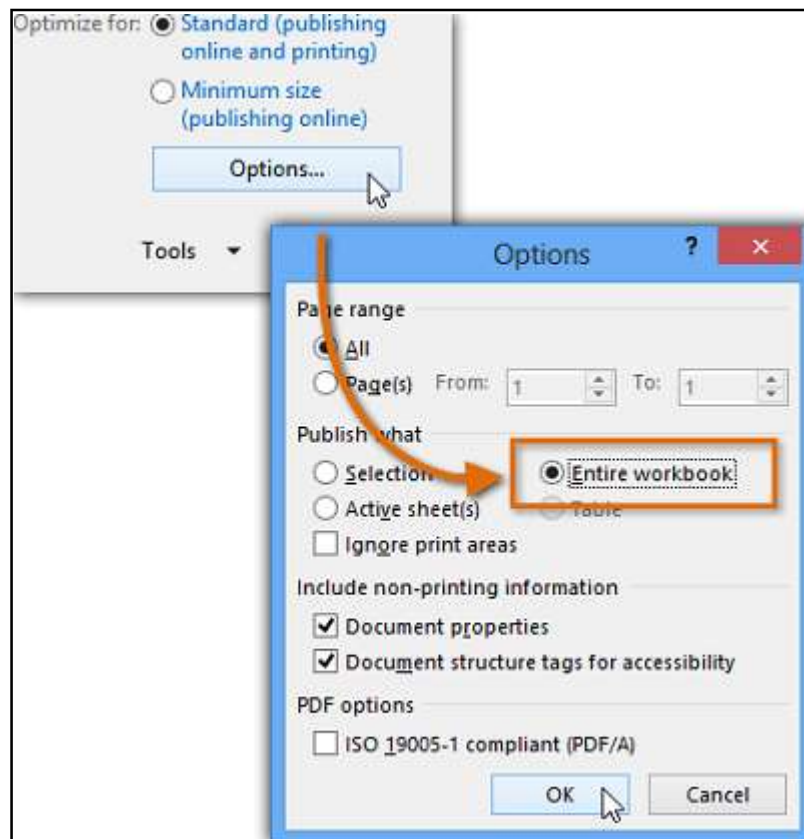 Optimize for: Standard (publishing
online and printing)
Minimum size
(publishing online)
Options...
Tools
Options ?
Page range
All
Page(s) From: 1 To: 1
Publish what
Selection Entire workbook
Active sheet(s) Table
Ignore print areas
Include non-printing information
Document properties
Document structure tags for accessibility
PDF options
ISO 19005-1 compliant (PDF/A)
OK Cancel